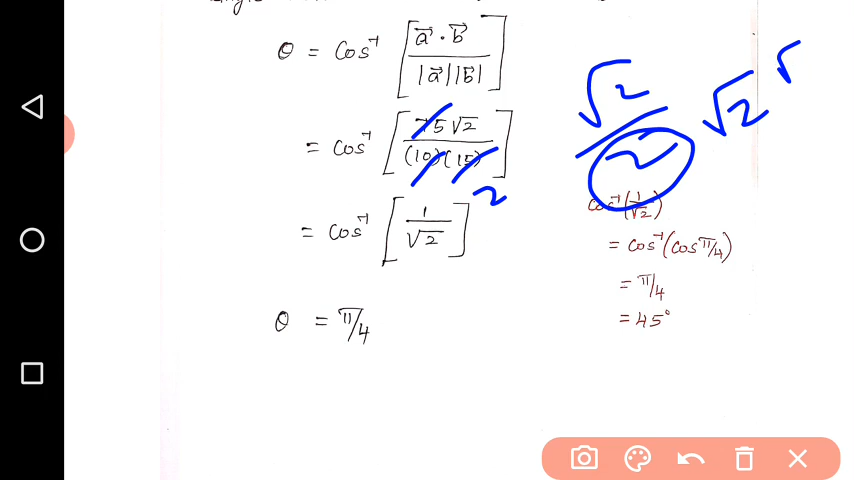 θ = Cos⁻¹ [ a⃗ · b⃗ / |a⃗| |b⃗| ]
= Cos⁻¹ [ 75√2 / (10)(15) ]
2
= Cos⁻¹ [ 1 / √2 ]
θ = π/4
√2 / 2
√2 √
Cos⁻¹(1/√2)
= Cos⁻¹(Cos π/4)
= π/4
= 45°